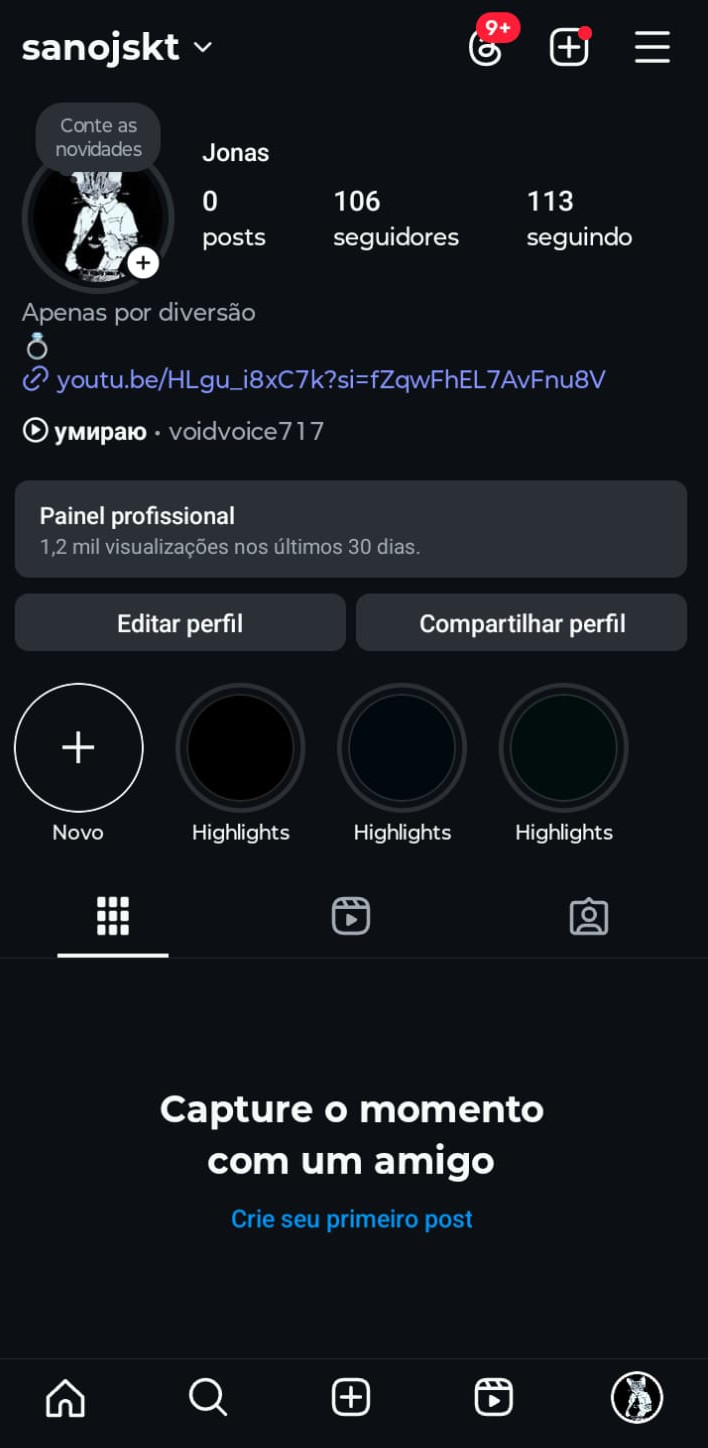 sanojskt
9+
Conte as
novidades
Jonas
0 106 113
posts seguidores seguindo
Apenas por diversão
youtu.be/HLgu_i8xC7k?si=fZqwFhEL7AvFnu8V
умираю · voidvoice717
Painel profissional
1,2 mil visualizações nos últimos 30 dias.
Editar perfil Compartilhar perfil
Novo Highlights Highlights Highlights
Capture o momento
com um amigo
Crie seu primeiro post